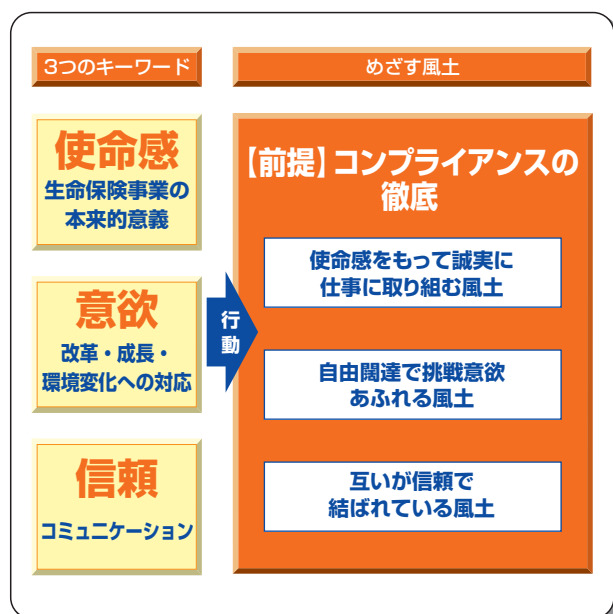 3つのキーワード
めざす風土
使命感
生命保険事業の
本来的意義
意欲
改革・成長・
環境変化への対応
信頼
コミュニケーション
行
動
【前提】コンプライアンスの
徹底
使命感をもって誠実に
仕事に取り組む風土
自由闊達で挑戦意欲
あふれる風土
互いが信頼で
結ばれている風土